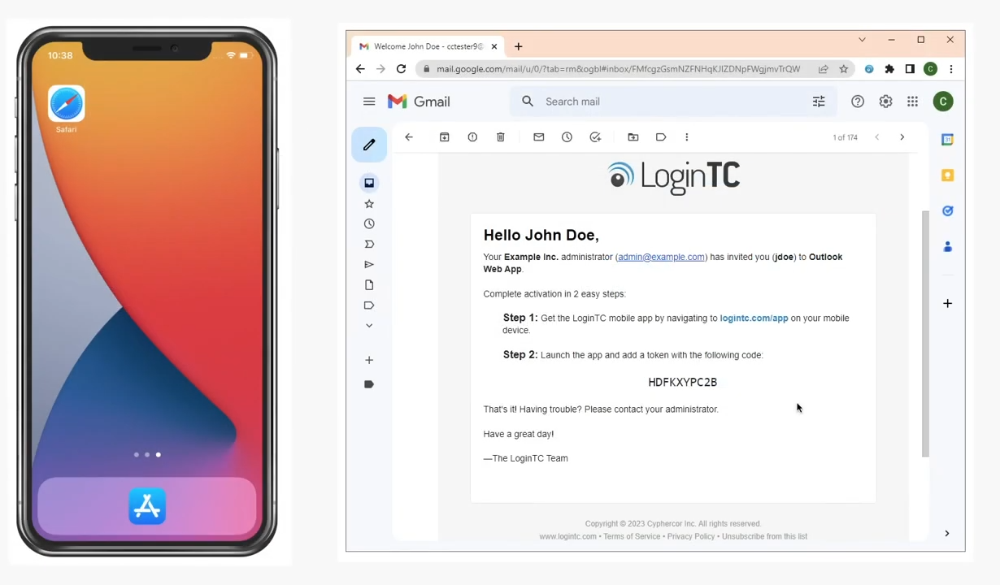 10:38
Safari
Welcome John Doe - cctester9@
mail.google.com/mail/u/0/?tab=rm&ogbl#inbox/FMfcgzGsmNZFNHqKJIZDNpFWgjmvTrQW
C
Gmail
Search mail
C
1 of 174
31
LoginTC
Hello John Doe,
Your Example Inc. administrator (admin@example.com) has invited you (jdoe) to Outlook
Web App.
Complete activation in 2 easy steps:
Step 1: Get the LoginTC mobile app by navigating to logintc.com/app on your mobile
device.
Step 2: Launch the app and add a token with the following code:
HDFKXYPC2B
That's it! Having trouble? Please contact your administrator.
Have a great day!
—The LoginTC Team
Copyright © 2023 Cyphercor Inc. All rights reserved.
www.logintc.com • Terms of Service • Privacy Policy • Unsubscribe from this list